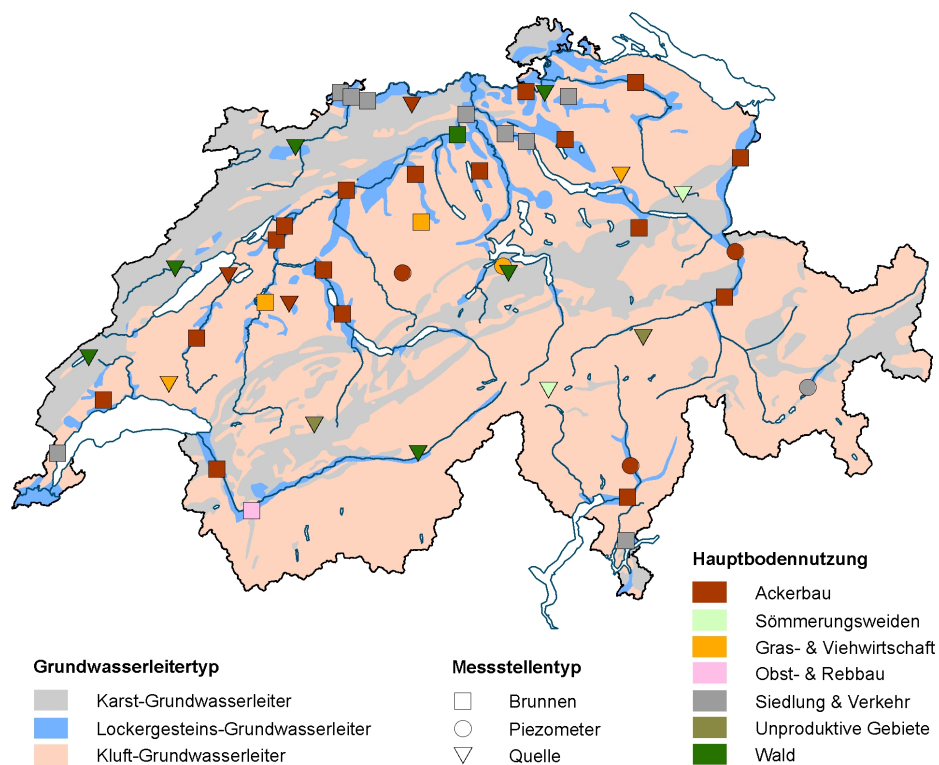 Hauptbodennutzung
Ackerbau
Sömmerungsweiden
Gras- & Viehwirtschaft
Obst- & Rebbau
Siedlung & Verkehr
Unproduktive Gebiete
Wald
Grundwasserleitertyp
Karst-Grundwasserleiter
Lockergesteins-Grundwasserleiter
Kluft-Grundwasserleiter
Messstellentyp
Brunnen
Piezometer
Quelle